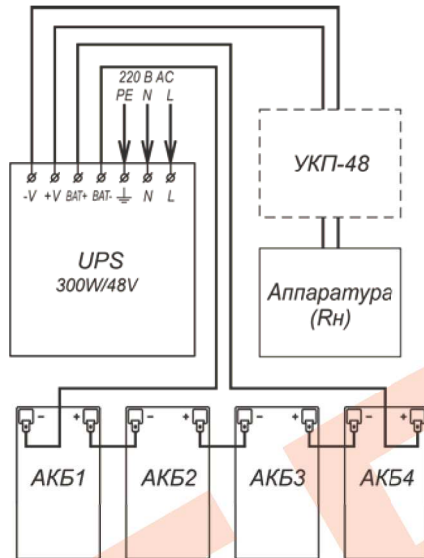 220 В AC
PE N L
-V +V BAT+ BAT- N L
UPS
300W/48V
УКП-48
Аппаратура
(Rн)
- + - + - + - +
АКБ1 АКБ2 АКБ3 АКБ4